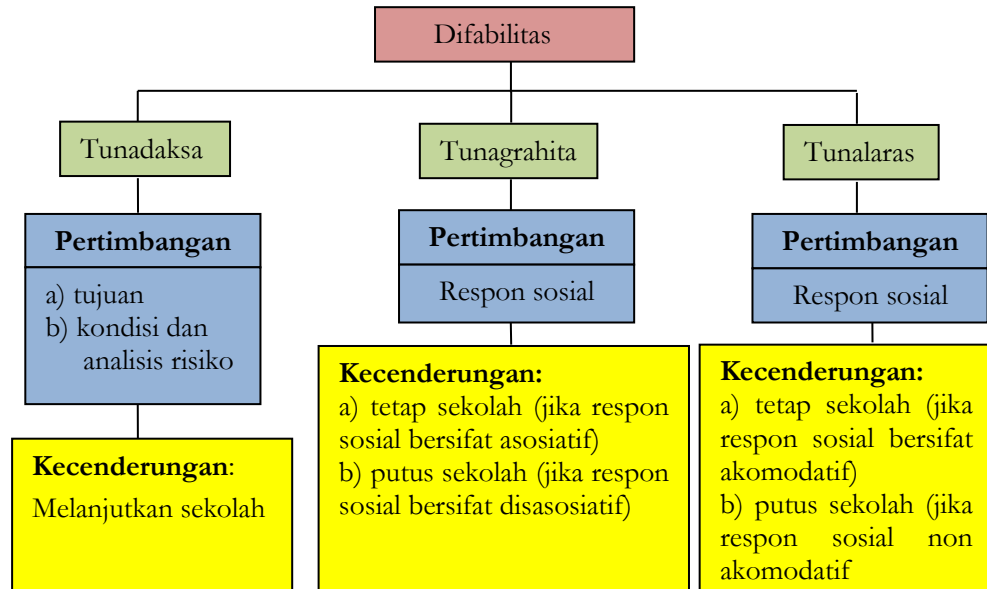 Difabilitas
Tunadaksa
Pertimbangan
a) tujuan
b) kondisi dan
analisis risiko
Kecenderungan:
Melanjutkan sekolah
Tunagrahita
Pertimbangan
Respon sosial
Kecenderungan:
a) tetap sekolah (jika respon
sosial bersifat asosiatif)
b) putus sekolah (jika respon
sosial bersifat disasosiatif)
Tunalaras
Pertimbangan
Respon sosial
Kecenderungan:
a) tetap sekolah (jika
respon sosial bersifat
akomodatif)
b) putus sekolah (jika
respon sosial non
akomodatif